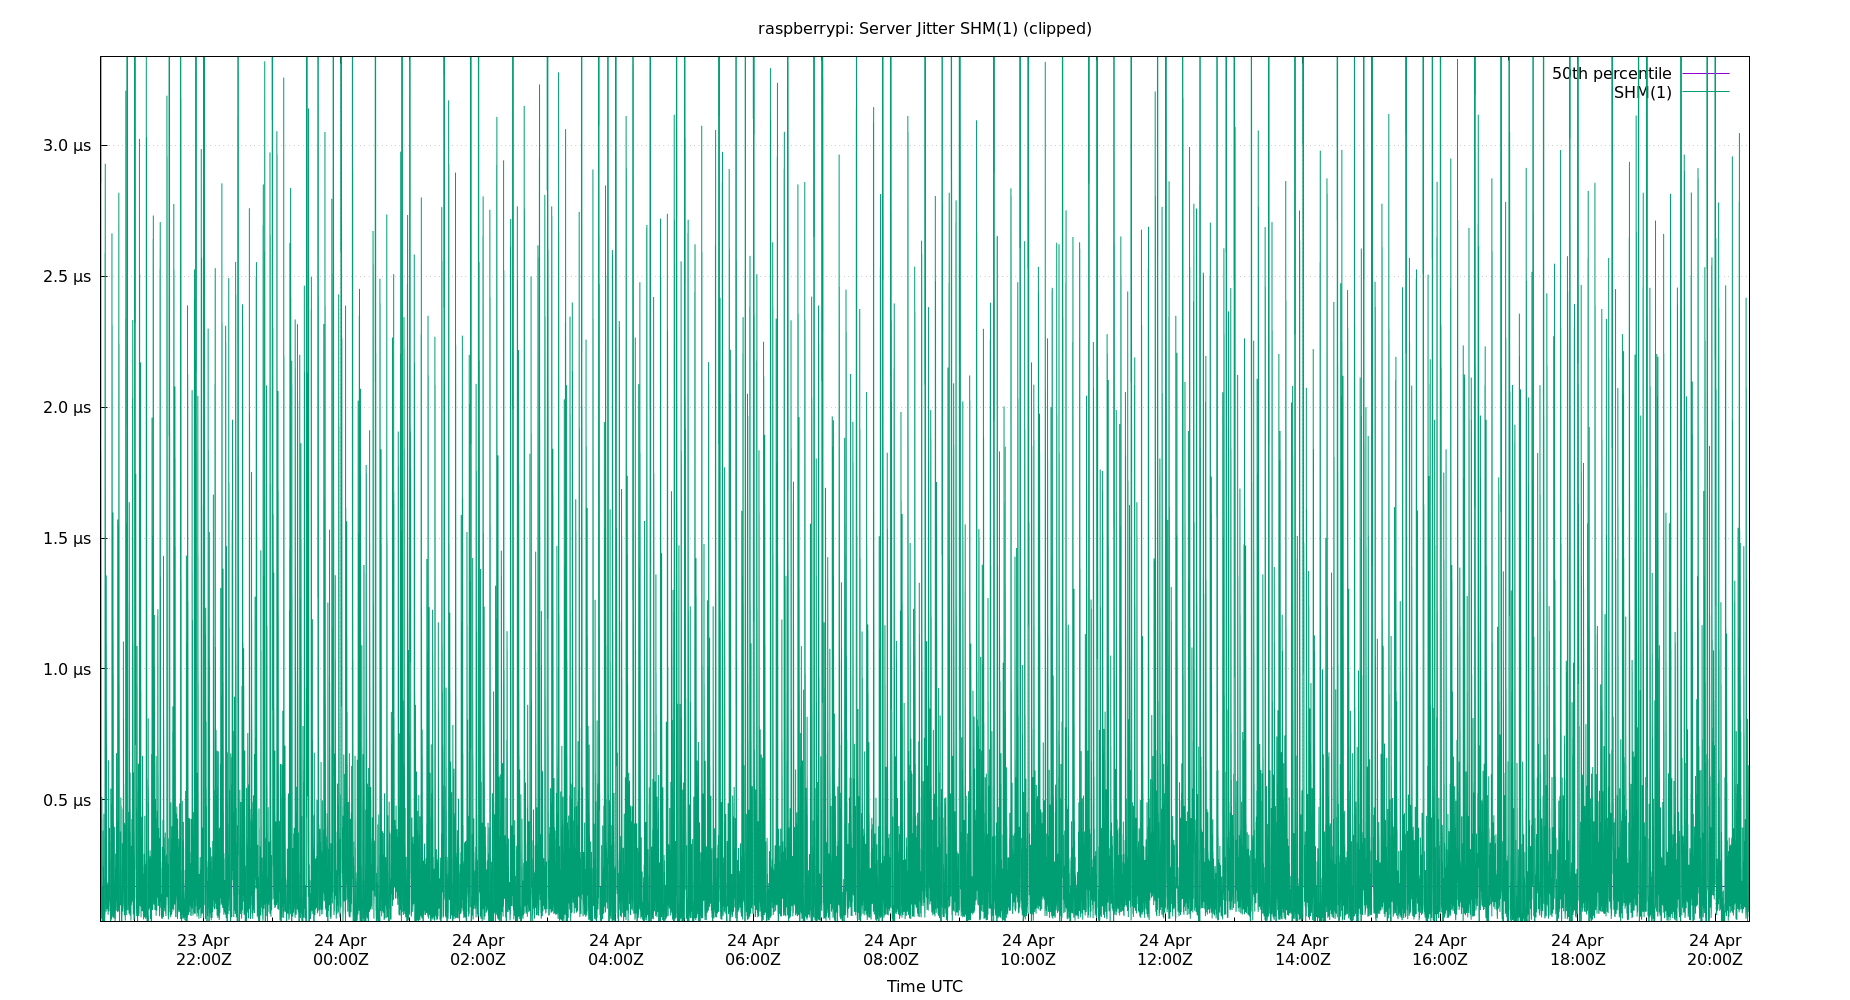 raspberrypi: Server Jitter SHM(1) (clipped)
50th percentile
SHM(1)
3.0 µs
2.5 µs
2.0 µs
1.5 µs
1.0 µs
0.5 µs
23 Apr 24 Apr 24 Apr 24 Apr 24 Apr 24 Apr 24 Apr 24 Apr 24 Apr 24 Apr 24 Apr 24 Apr
22:00Z 00:00Z 02:00Z 04:00Z 06:00Z 08:00Z 10:00Z 12:00Z 14:00Z 16:00Z 18:00Z 20:00Z
Time UTC